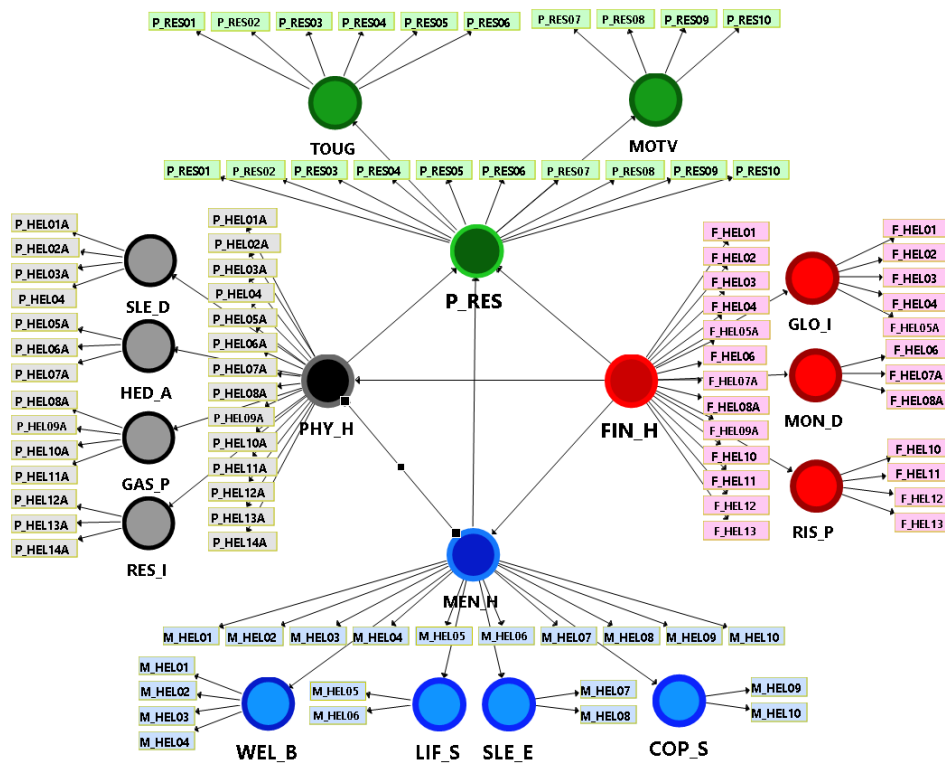 P_RES01 P_RES02 P_RES03 P_RES04 P_RES05 P_RES06
P_RES07 P_RES08 P_RES09 P_RES10
TOUG
MOTV
P_RES01 P_RES02 P_RES03 P_RES04 P_RES05 P_RES06 P_RES07 P_RES08 P_RES09 P_RES10
P_RES
P_HEL01A
P_HEL02A
P_HEL03A
P_HEL04
SLE_D
P_HEL05A
P_HEL06A
P_HEL07A
HED_A
P_HEL08A
P_HEL09A
P_HEL10A
P_HEL11A
GAS_P
P_HEL12A
P_HEL13A
P_HEL14A
RES_I
P_HEL01A
P_HEL02A
P_HEL03A
P_HEL04
P_HEL05A
P_HEL06A
P_HEL07A
P_HEL08A
P_HEL09A
P_HEL10A
P_HEL11A
P_HEL12A
P_HEL13A
P_HEL14A
PHY_H
FIN_H
F_HEL01
F_HEL02
F_HEL03
F_HEL04
F_HEL05A
F_HEL06
F_HEL07A
F_HEL08A
F_HEL09A
F_HEL10
F_HEL11
F_HEL12
F_HEL13
F_HEL01
F_HEL02
F_HEL03
F_HEL04
F_HEL05A
GLO_I
F_HEL06
F_HEL07A
F_HEL08A
MON_D
F_HEL10
F_HEL11
F_HEL12
F_HEL13
RIS_P
MEN_H
M_HEL01 M_HEL02 M_HEL03 M_HEL04 M_HEL05 M_HEL06 M_HEL07 M_HEL08 M_HEL09 M_HEL10
M_HEL01
M_HEL02
M_HEL03
M_HEL04
WEL_B
M_HEL05
M_HEL06
LIF_S
M_HEL07
M_HEL08
SLE_E
M_HEL09
M_HEL10
COP_S